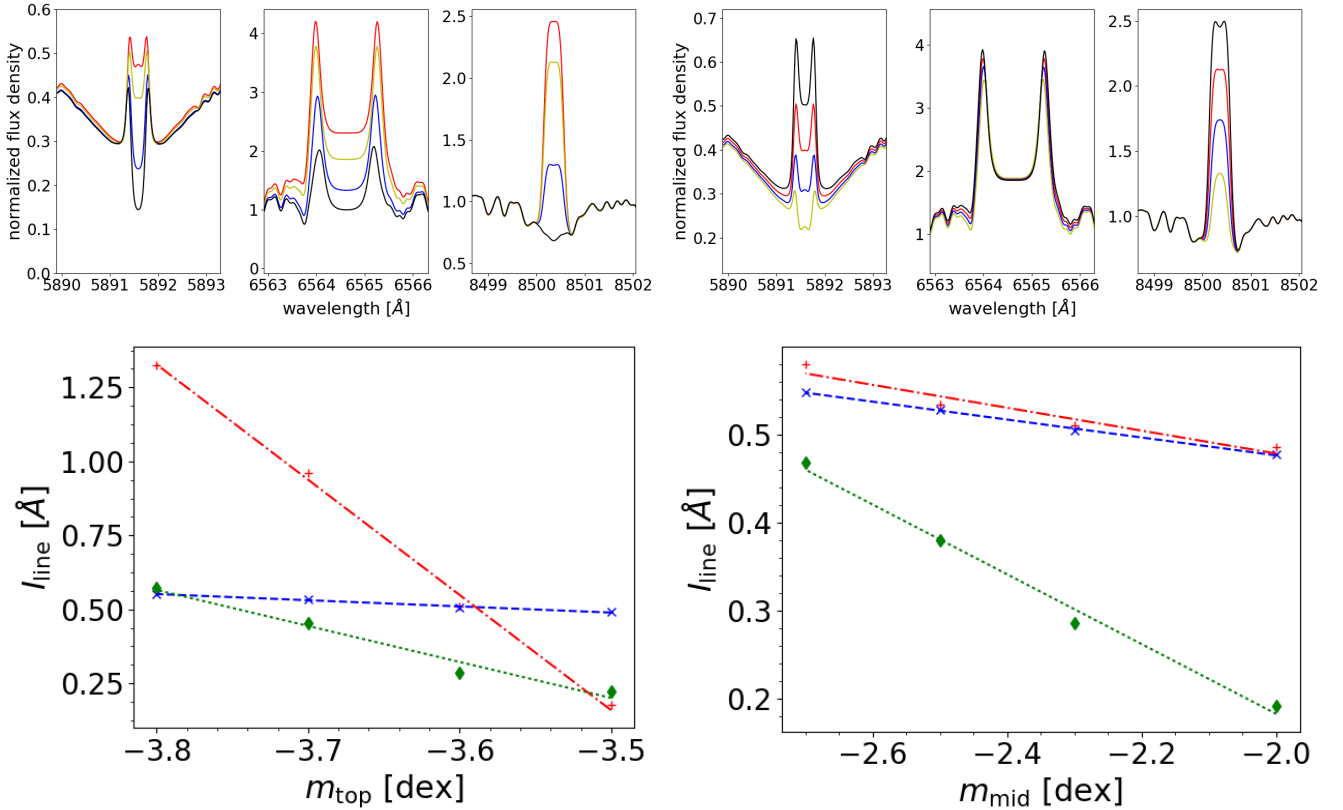 normalized flux density
0.6
0.5
0.4
0.3
0.2
0.1
0.0
5890 5891 5892 5893
4
3
2
1
0
6563 6564 6565 6566
wavelength [Å]
2.5
2.0
1.5
1.0
0.5
8499 8500 8501 8502
normalized flux density
0.7
0.6
0.5
0.4
0.3
0.2
5890 5891 5892 5893
4
3
2
1
6563 6564 6565 6566
wavelength [Å]
2.5
2.0
1.5
1.0
8499 8500 8501 8502
I_line [Å]
1.25
1.00
0.75
0.50
0.25
−3.8 −3.7 −3.6 −3.5
m_top [dex]
I_line [Å]
0.5
0.4
0.3
0.2
−2.6 −2.4 −2.2 −2.0
m_mid [dex]